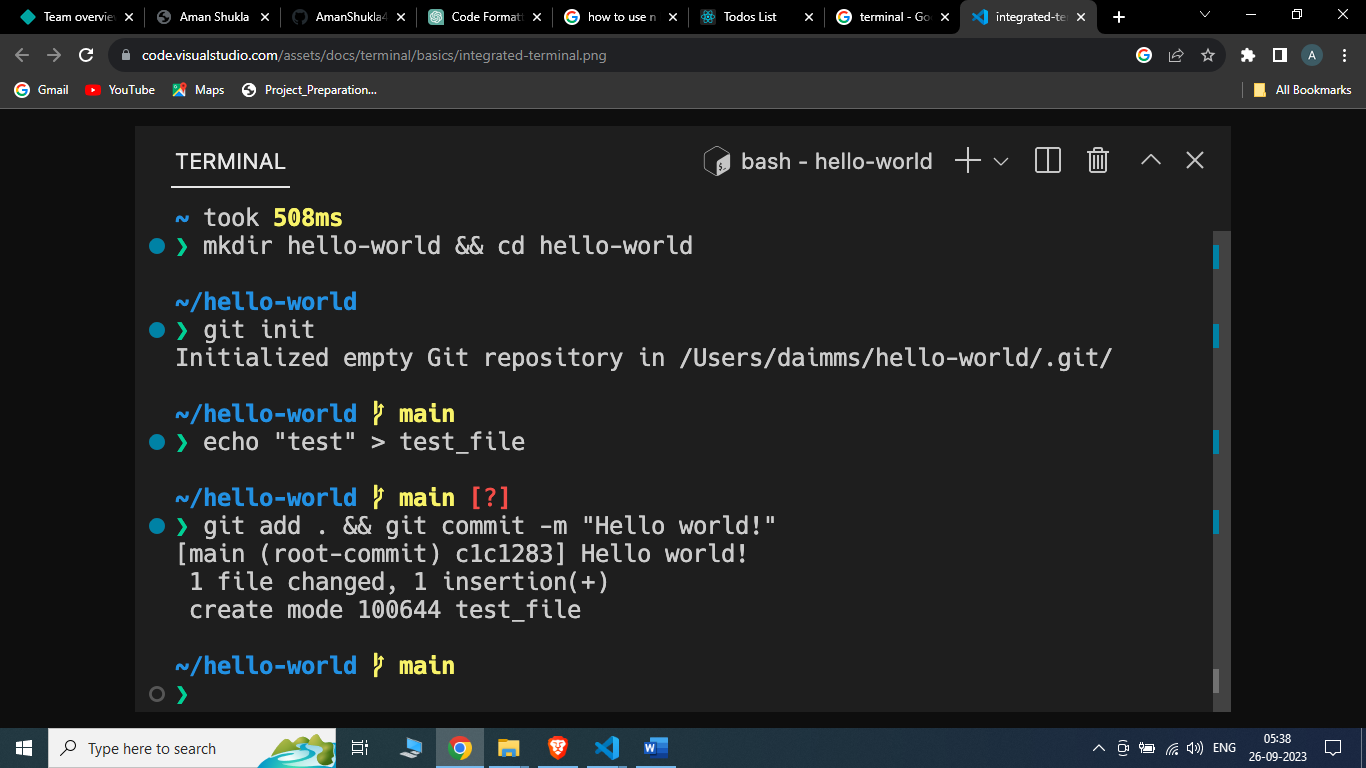 Team overview
Aman Shukla
AmanShukla4
Code Format
how to use n
Todos List
terminal - Goo
integrated-te
code.visualstudio.com/assets/docs/terminal/basics/integrated-terminal.png
A
Gmail
YouTube
Maps
Project_Preparation...
All Bookmarks
TERMINAL
bash - hello-world
~ took 508ms
❯ mkdir hello-world && cd hello-world
~/hello-world
❯ git init
Initialized empty Git repository in /Users/daimms/hello-world/.git/
~/hello-world main
❯ echo "test" > test_file
~/hello-world main [?]
❯ git add . && git commit -m "Hello world!"
[main (root-commit) c1c1283] Hello world!
1 file changed, 1 insertion(+)
create mode 100644 test_file
~/hello-world main
❯
Type here to search
ENG
05:38
26-09-2023